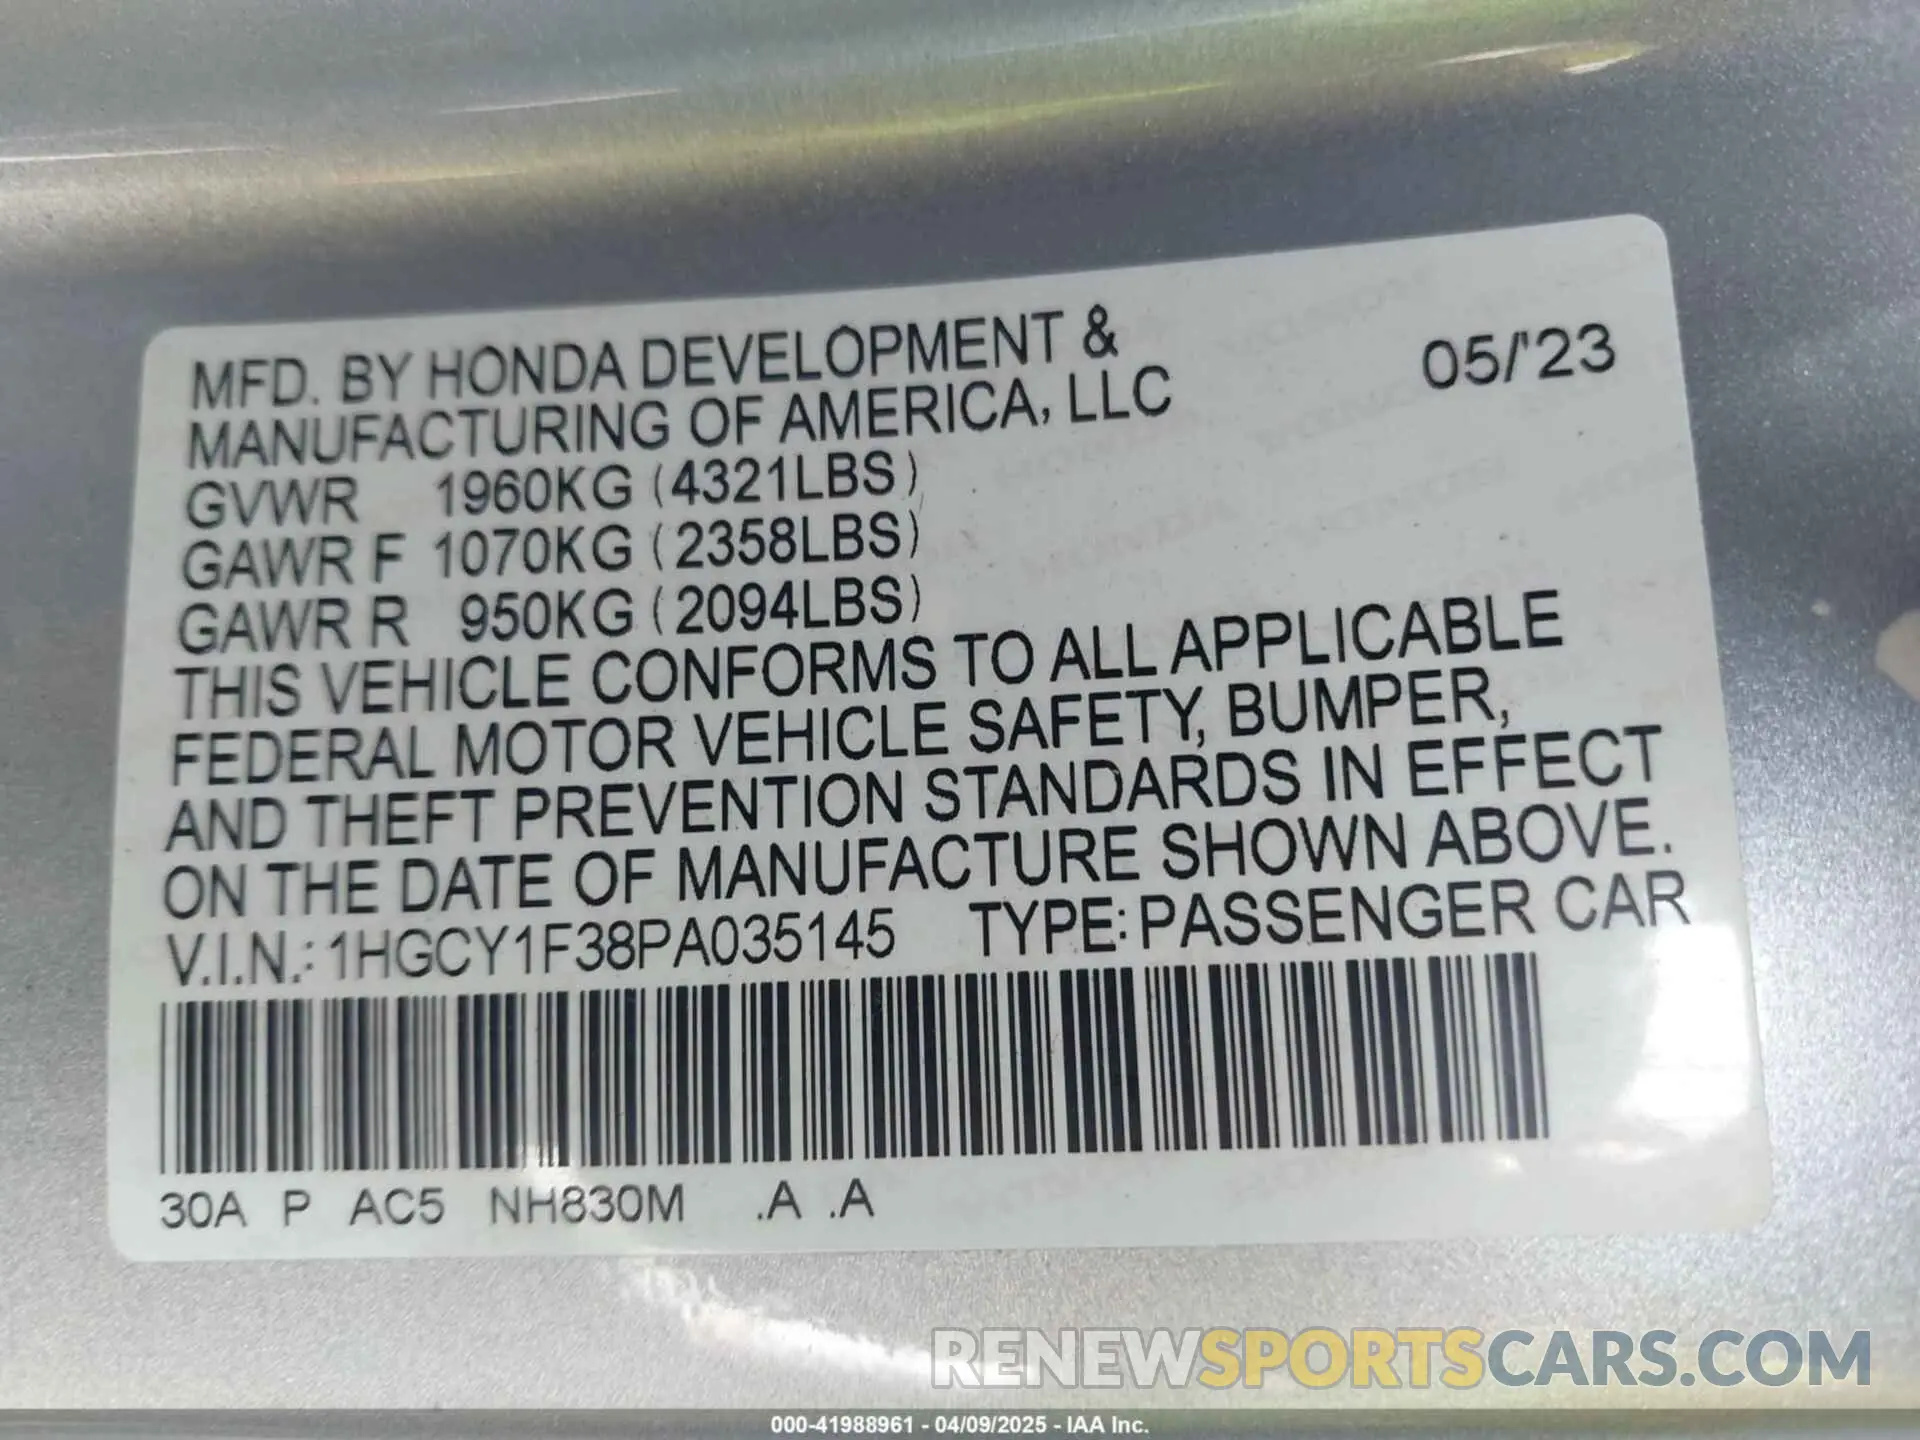 MFD. BY HONDA DEVELOPMENT &
MANUFACTURING OF AMERICA, LLC
05/'23
GVWR 1960KG (4321LBS)
GAWR F 1070KG (2358LBS)
GAWR R 950KG (2094LBS)
THIS VEHICLE CONFORMS TO ALL APPLICABLE
FEDERAL MOTOR VEHICLE SAFETY, BUMPER,
AND THEFT PREVENTION STANDARDS IN EFFECT
ON THE DATE OF MANUFACTURE SHOWN ABOVE.
V.I.N.: 1HGCY1F38PA035145 TYPE: PASSENGER CAR
30A P AC5 NH830M .A .A
RENEWSPORTSCARS.COM
000-41988961 - 04/09/2025 - IAA Inc.